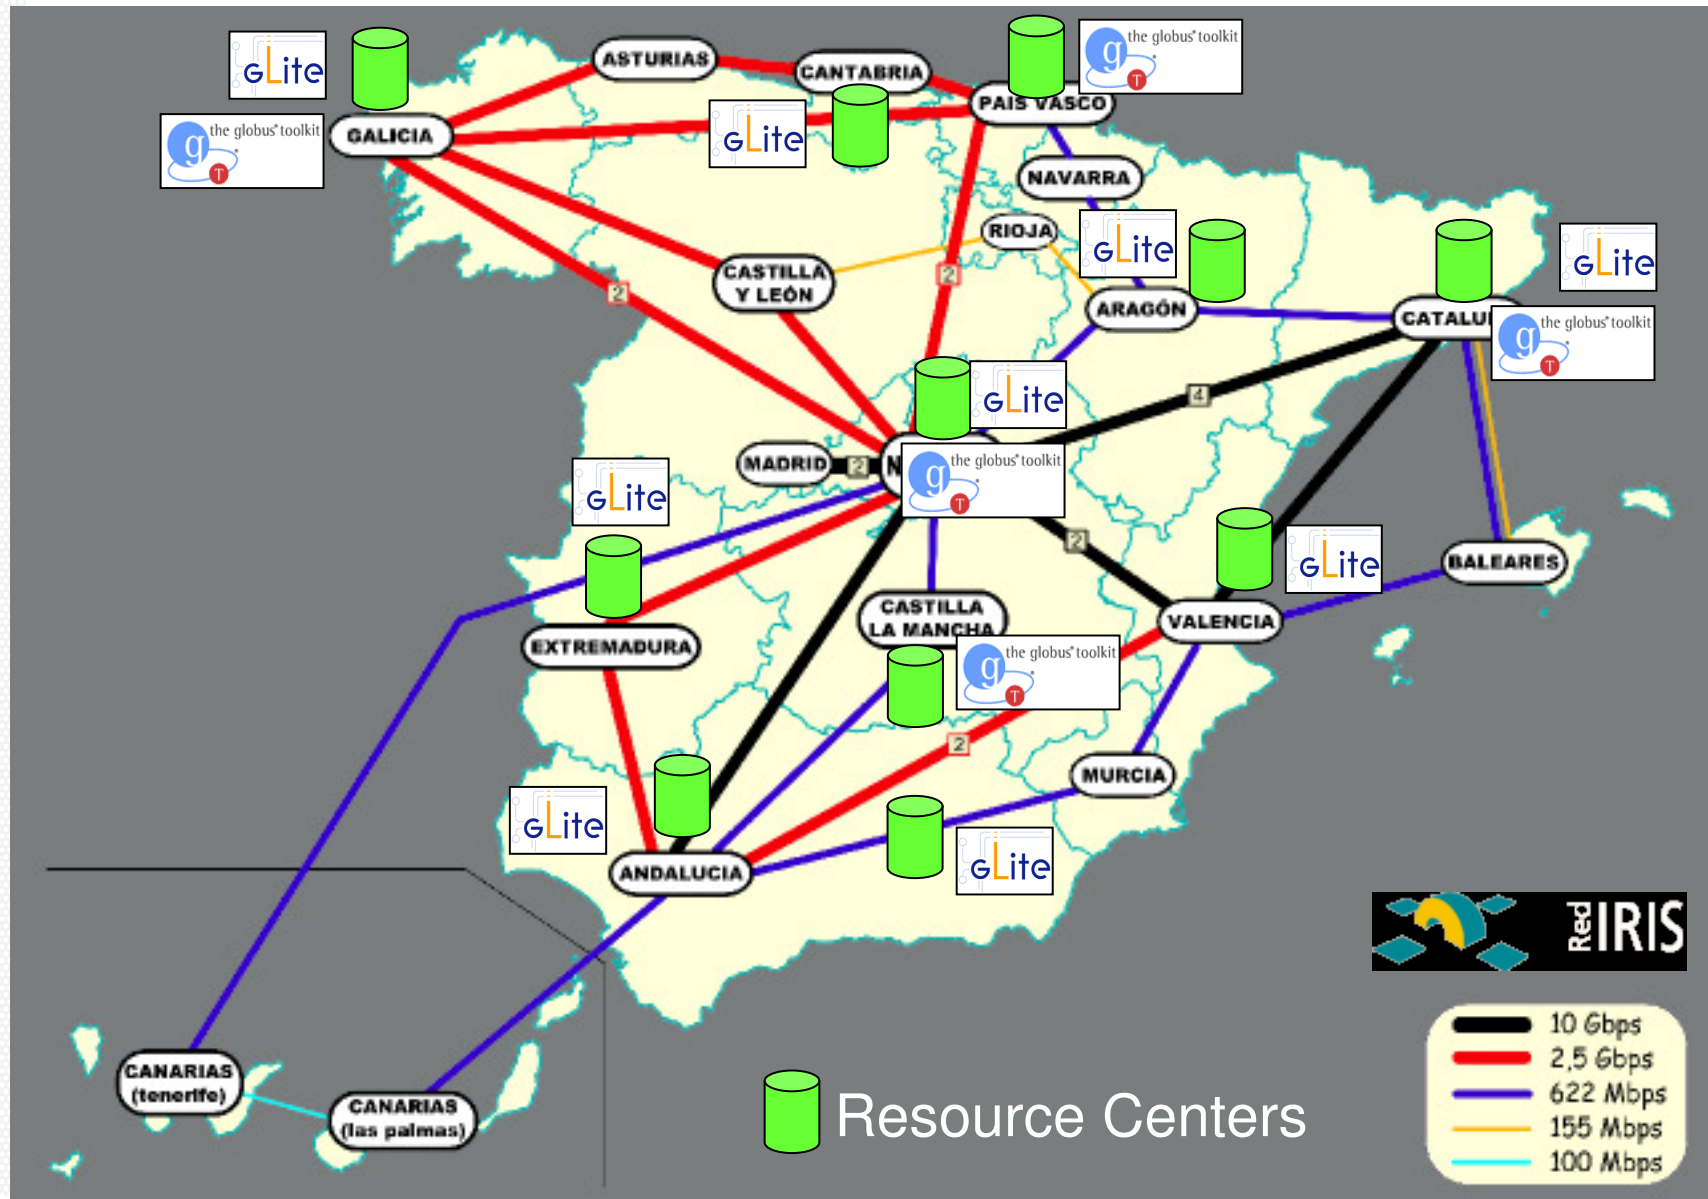 gLite
the globus® toolkit
g
T
GALICIA
ASTURIAS
CANTABRIA
gLite
PAIS VASCO
the globus® toolkit
g
T
NAVARRA
RIOJA
gLite
ARAGÓN
CASTILLA
Y LEÓN
2
2
gLite
CATALU
the globus® toolkit
g
T
4
gLite
MADRID
2
N
the globus® toolkit
g
T
2
gLite
EXTREMADURA
CASTILLA
LA MANCHA
the globus® toolkit
g
T
gLite
VALENCIA
BALEARES
2
MURCIA
gLite
ANDALUCIA
gLite
CANARIAS
(tenerife)
CANARIAS
(las palmas)
Resource Centers
Red IRIS
10 Gbps
2,5 Gbps
622 Mbps
155 Mbps
100 Mbps